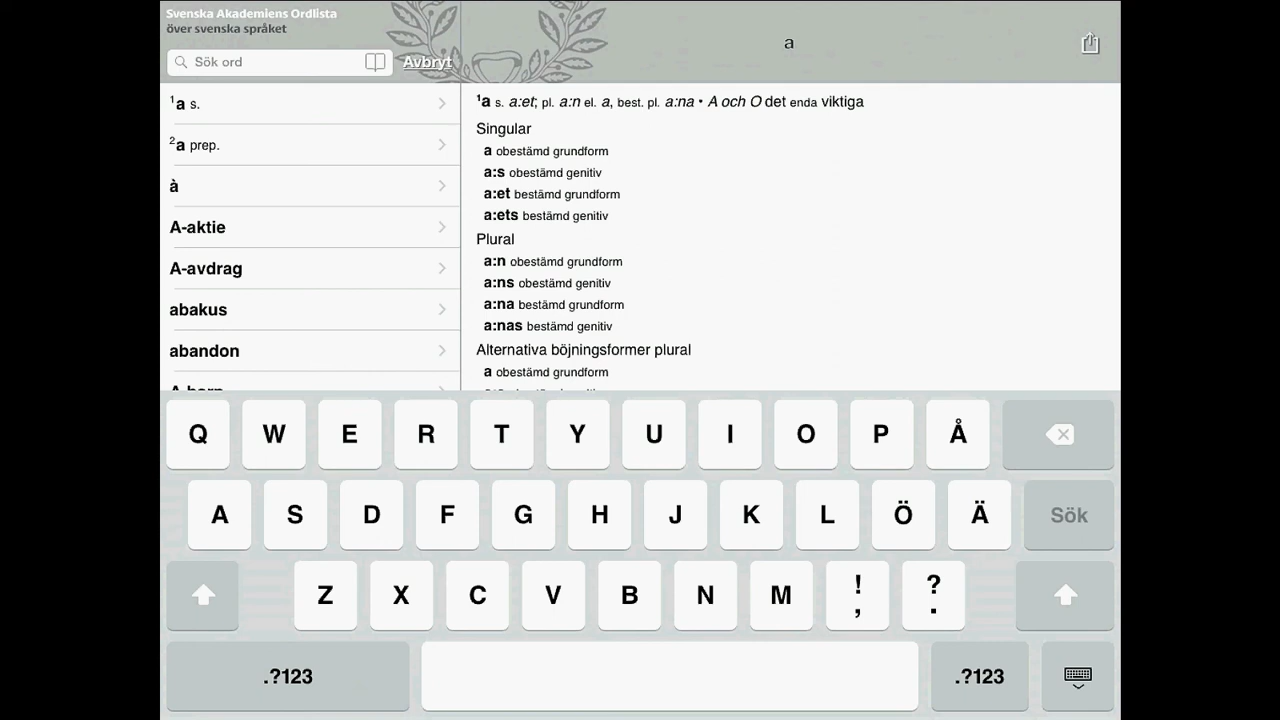 Svenska Akademiens Ordlista
över svenska språket
Sök ord
Avbryt
a
¹a s.
²a prep.
à
A-aktie
A-avdrag
abakus
abandon
A-barn
¹a s. a:et; pl. a:n el. a, best. pl. a:na • A och O det enda viktiga
Singular
a obestämd grundform
a:s obestämd genitiv
a:et bestämd grundform
a:ets bestämd genitiv
Plural
a:n obestämd grundform
a:ns obestämd genitiv
a:na bestämd grundform
a:nas bestämd genitiv
Alternativa böjningsformer plural
a obestämd grundform
Q W E R T Y U I O P Å
A S D F G H J K L Ö Ä Sök
Z X C V B N M ! , ? .
.?123 .?123